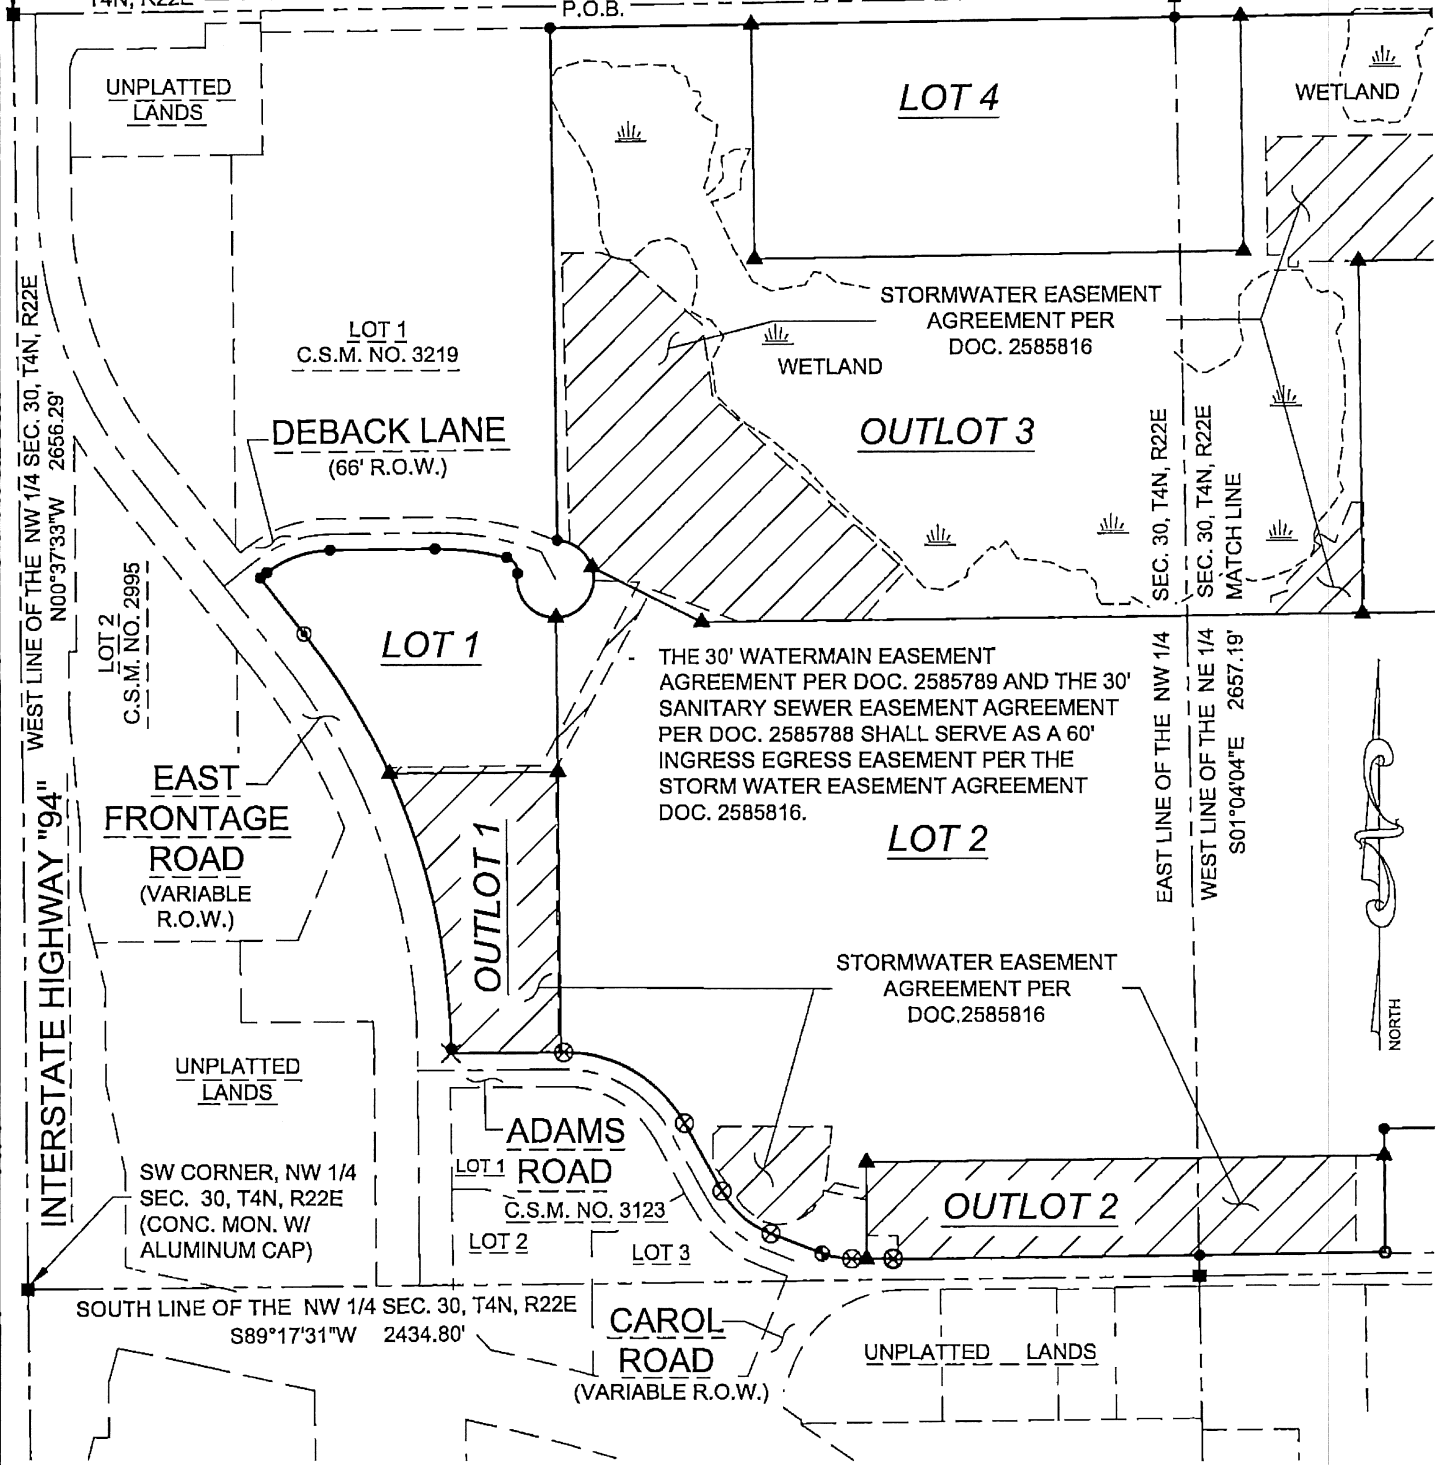 T4N, R22E
P.O.B.
UNPLATTED
LANDS
LOT 4
WETLAND
STORMWATER EASEMENT
AGREEMENT PER
DOC. 2585816
WETLAND
LOT 1
C.S.M. NO. 3219
DEBACK LANE
(66' R.O.W.)
OUTLOT 3
WEST LINE OF THE NW 1/4 SEC. 30, T4N, R22E
N00°37'33"W 2656.29'
LOT 2
C.S.M. NO. 2995
EAST LINE OF THE NW 1/4 SEC. 30, T4N, R22E
WEST LINE OF THE NE 1/4 SEC. 30, T4N, R22E
S01°04'04"E 2657.19' MATCH LINE
LOT 1
THE 30' WATERMAIN EASEMENT
AGREEMENT PER DOC. 2585789 AND THE 30'
SANITARY SEWER EASEMENT AGREEMENT
PER DOC. 2585788 SHALL SERVE AS A 60'
INGRESS EGRESS EASEMENT PER THE
STORM WATER EASEMENT AGREEMENT
DOC. 2585816.
EAST
FRONTAGE
ROAD
(VARIABLE
R.O.W.)
OUTLOT 1
LOT 2
INTERSTATE HIGHWAY "94"
STORMWATER EASEMENT
AGREEMENT PER
DOC.2585816
NORTH
UNPLATTED
LANDS
ADAMS
ROAD
LOT 1
C.S.M. NO. 3123
LOT 2
LOT 3
SW CORNER, NW 1/4
SEC. 30, T4N, R22E
(CONC. MON. W/
ALUMINUM CAP)
OUTLOT 2
SOUTH LINE OF THE NW 1/4 SEC. 30, T4N, R22E
S89°17'31"W 2434.80'
CAROL
ROAD
(VARIABLE R.O.W.)
UNPLATTED LANDS